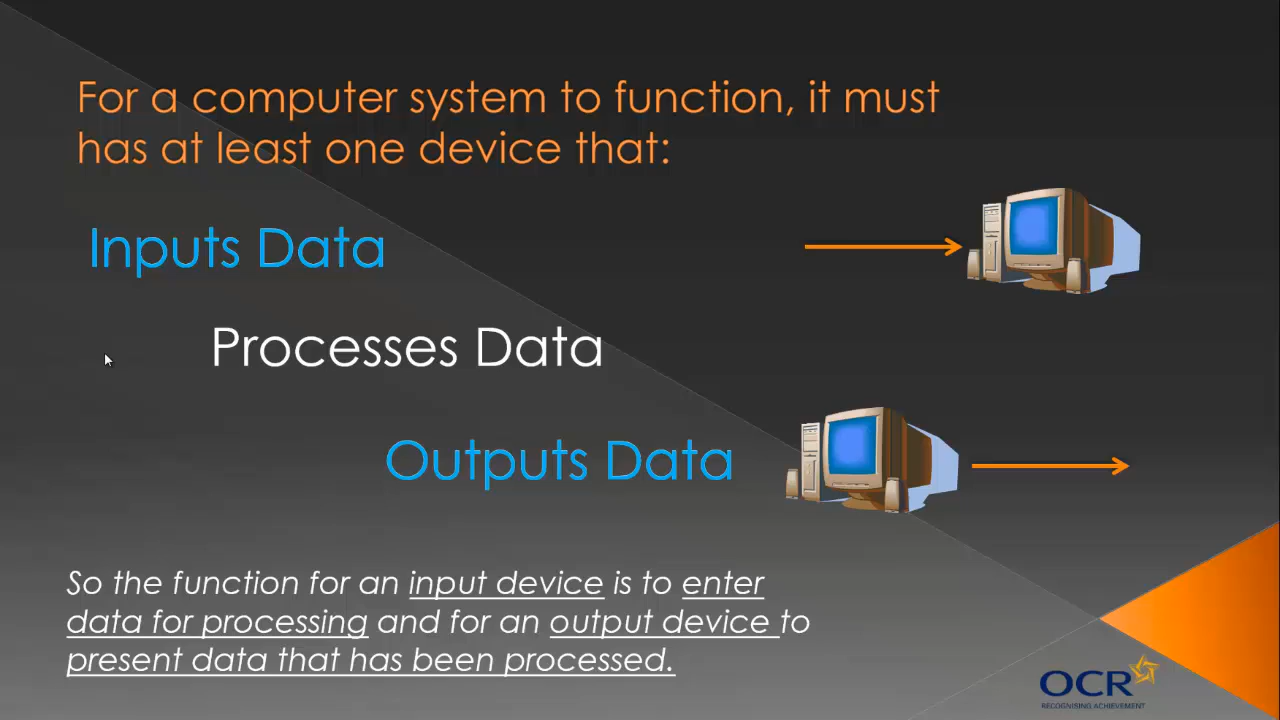 For a computer system to function, it must
has at least one device that:
Inputs Data
Processes Data
Outputs Data
So the function for an input device is to enter
data for processing and for an output device to
present data that has been processed.
OCR
RECOGNISING ACHIEVEMENT